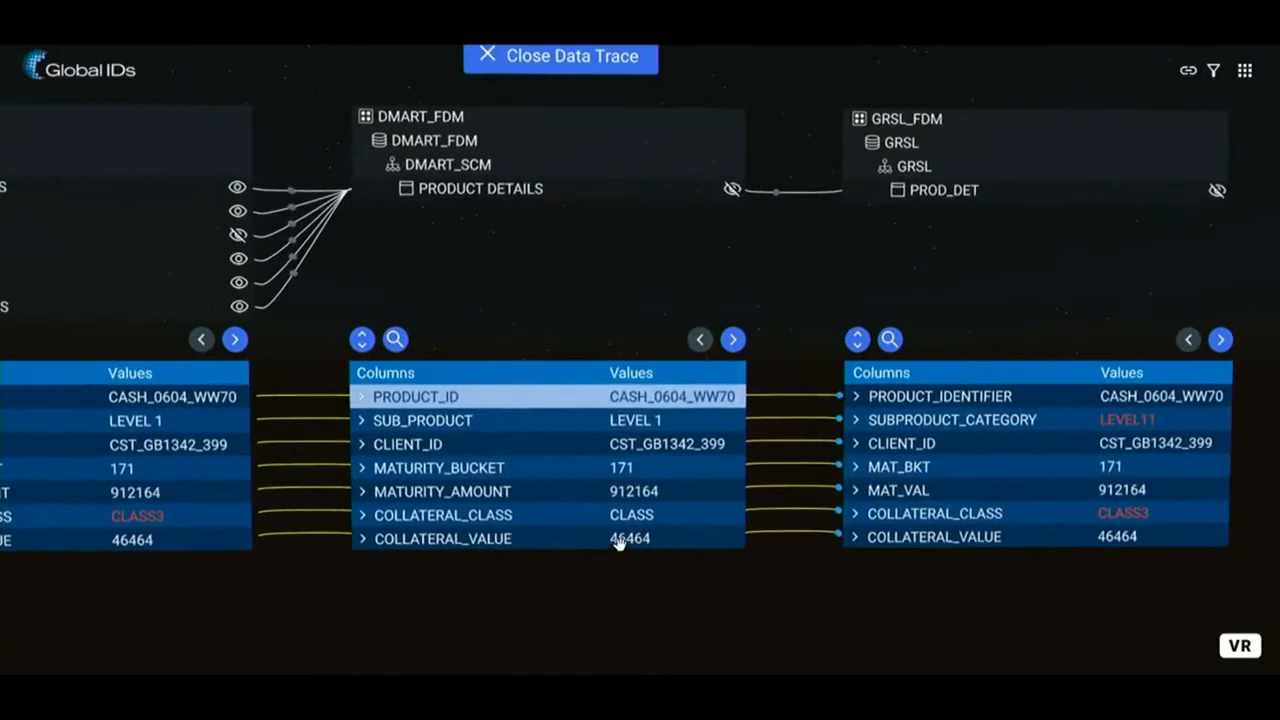 Close Data Trace
Global IDs
DMART_FDM
DMART_FDM
DMART_SCM
PRODUCT DETAILS
GRSL_FDM
GRSL
GRSL
PROD_DET
S
S
Values
CASH_0604_WW70
LEVEL 1
CST_GB1342_399
T 171
T 912164
SS CLASS3
E 46464
Columns Values
PRODUCT_ID CASH_0604_WW70
SUB_PRODUCT LEVEL 1
CLIENT_ID CST_GB1342_399
MATURITY_BUCKET 171
MATURITY_AMOUNT 912164
COLLATERAL_CLASS CLASS
COLLATERAL_VALUE 46464
Columns Values
PRODUCT_IDENTIFIER CASH_0604_WW70
SUBPRODUCT_CATEGORY LEVEL11
CLIENT_ID CST_GB1342_399
MAT_BKT 171
MAT_VAL 912164
COLLATERAL_CLASS CLASS3
COLLATERAL_VALUE 46464
VR